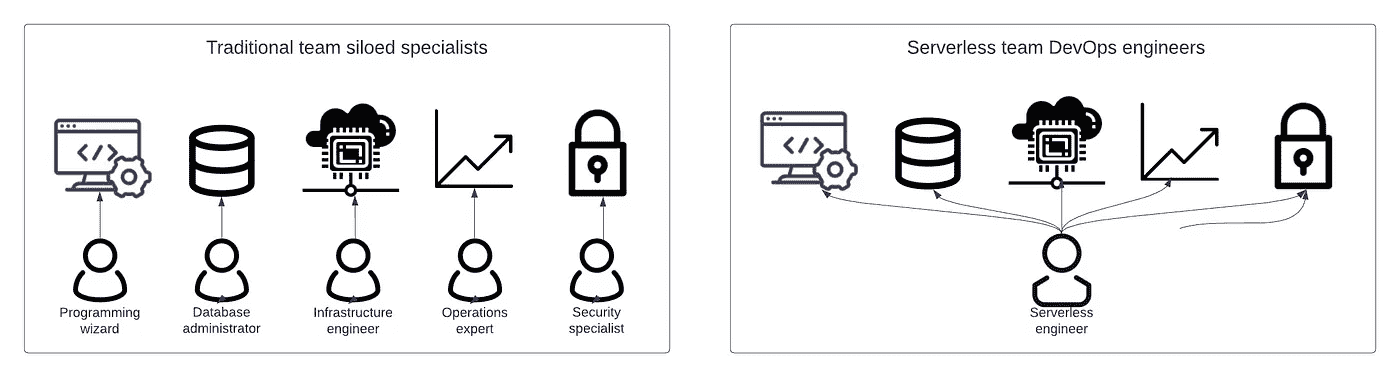 Traditional team siloed specialists
</>
Programming
wizard
Database
administrator
Infrastructure
engineer
Operations
expert
Security
specialist
Serverless team DevOps engineers
</>
Serverless
engineer